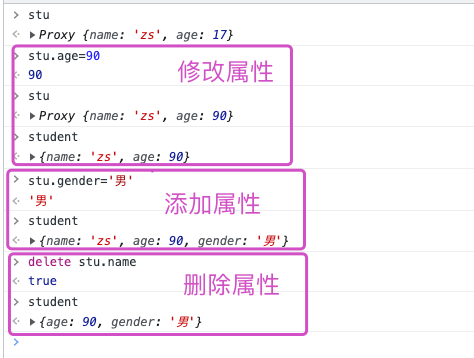 stu
Proxy {name: 'zs', age: 17}
stu.age=90
90
修改属性
stu
Proxy {name: 'zs', age: 90}
student
{name: 'zs', age: 90}
stu.gender='男'
'男'
添加属性
student
{name: 'zs', age: 90, gender: '男'}
delete stu.name
true
删除属性
student
{age: 90, gender: '男'}